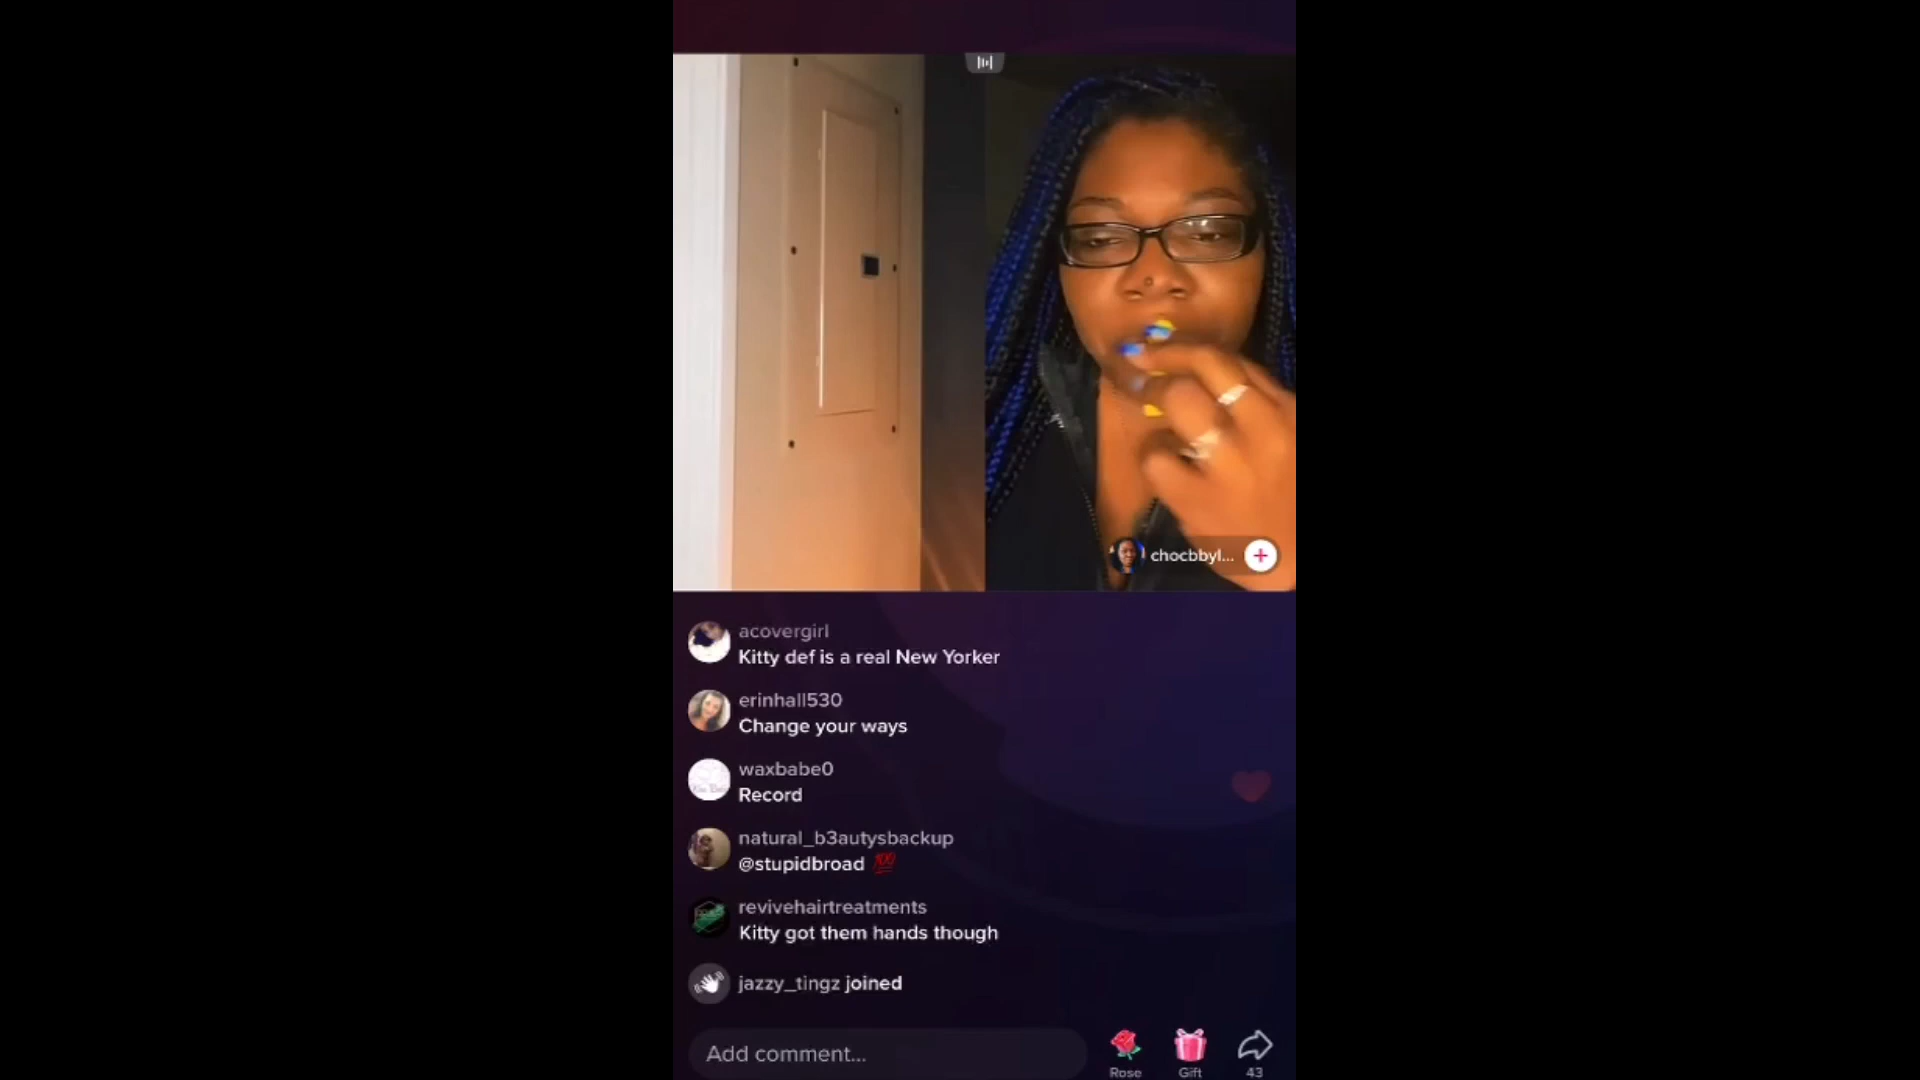 chocbbyl...
acovergirl
Kitty def is a real New Yorker
erinhall530
Change your ways
waxbabe0
Record
natural_b3autysbackup
@stupidbroad 💯
revivehairtreatments
Kitty got them hands though
jazzy_tingz joined
Add comment...
Rose
Gift
43